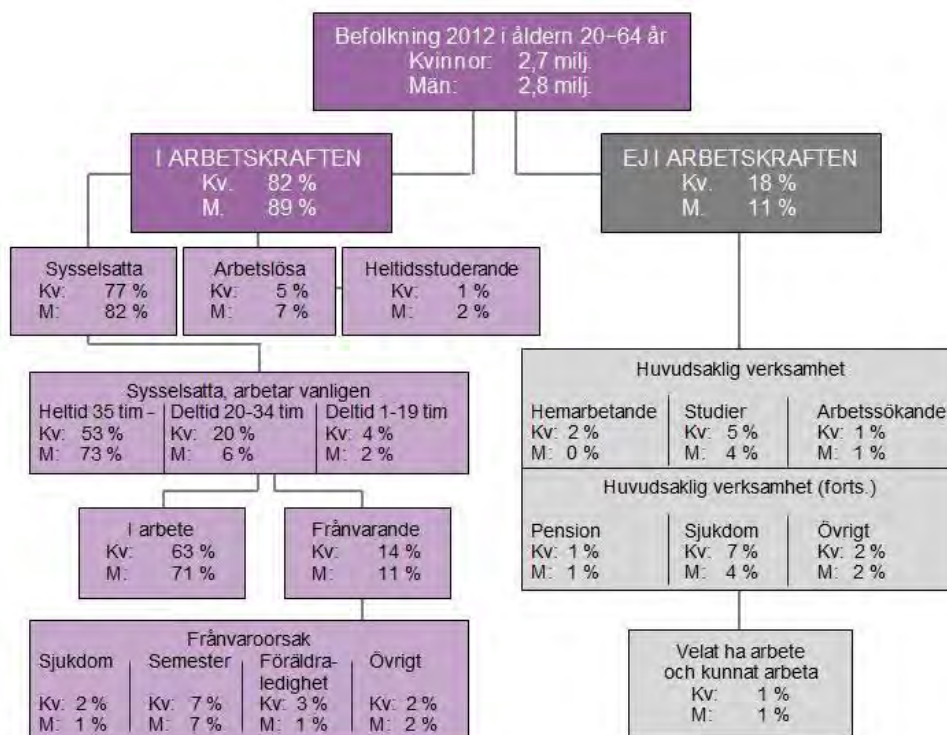 Befolkning 2012 i åldern 20–64 år
Kvinnor: 2,7 milj.
Män: 2,8 milj.
I ARBETSKRAFTEN
Kv. 82 %
M. 89 %
EJ I ARBETSKRAFTEN
Kv. 18 %
M. 11 %
Sysselsatta
Kv: 77 %
M: 82 %
Arbetslösa
Kv: 5 %
M: 7 %
Heltidsstuderande
Kv: 1 %
M: 2 %
Sysselsatta, arbetar vanligen
Heltid 35 tim -
Kv: 53 %
M: 73 %
Deltid 20-34 tim
Kv: 20 %
M: 6 %
Deltid 1-19 tim
Kv: 4 %
M: 2 %
I arbete
Kv: 63 %
M: 71 %
Frånvarande
Kv: 14 %
M: 11 %
Frånvaroorsak
Sjukdom
Kv: 2 %
M: 1 %
Semester
Kv: 7 %
M: 7 %
Föräldra-
ledighet
Kv: 3 %
M: 1 %
Övrigt
Kv: 2 %
M: 2 %
Huvudsaklig verksamhet
Hemarbetande
Kv: 2 %
M: 0 %
Studier
Kv: 5 %
M: 4 %
Arbetssökande
Kv: 1 %
M: 1 %
Huvudsaklig verksamhet (forts.)
Pension
Kv: 1 %
M: 1 %
Sjukdom
Kv: 7 %
M: 4 %
Övrigt
Kv: 2 %
M: 2 %
Velat ha arbete
och kunnat arbeta
Kv: 1 %
M: 1 %